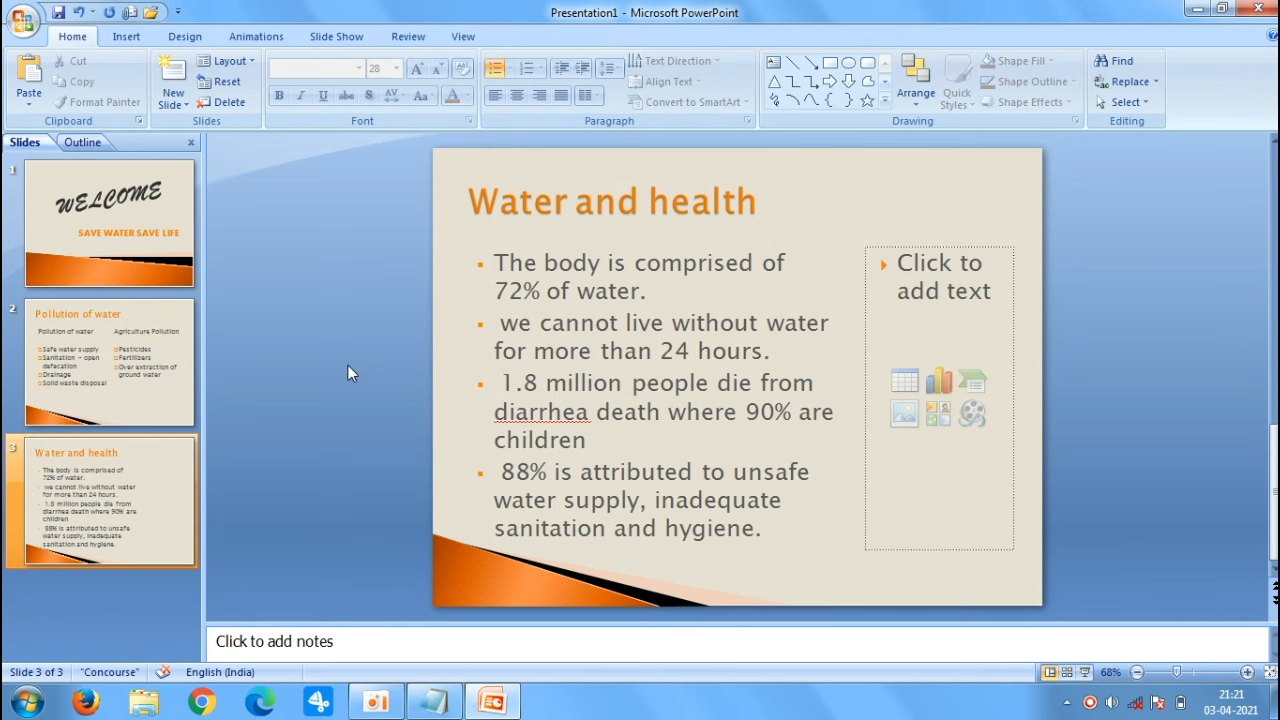 Presentation1 - Microsoft PowerPoint
Home Insert Design Animations Slide Show Review View
Paste
Cut
Copy
Format Painter
Clipboard
New
Slide
Layout
Reset
Delete
Slides
28
B I U abe S AV Aa A
Font
Text Direction
Align Text
Convert to SmartArt
Paragraph
Arrange
Quick
Styles
Shape Fill
Shape Outline
Shape Effects
Drawing
Find
Replace
Select
Editing
Slides Outline
1
WELCOME
SAVE WATER SAVE LIFE
2
Pollution of water
Pollution of water
Safe water supply
Sanitation – open
defecation
Drainage
Solid waste disposal
Agriculture Pollution
Pesticides
Fertilizers
Over extraction of
ground water
3
Water and health
The body is comprised of
72% of water.
we cannot live without water
for more than 24 hours.
1.8 million people die from
diarrhea death where 90% are
children
88% is attributed to unsafe
water supply, inadequate
sanitation and hygiene.
Water and health
The body is comprised of
72% of water.
we cannot live without water
for more than 24 hours.
1.8 million people die from
diarrhea death where 90% are
children
88% is attributed to unsafe
water supply, inadequate
sanitation and hygiene.
Click to
add text
Click to add notes
Slide 3 of 3 "Concourse" English (India) 68%
21:21
03-04-2021